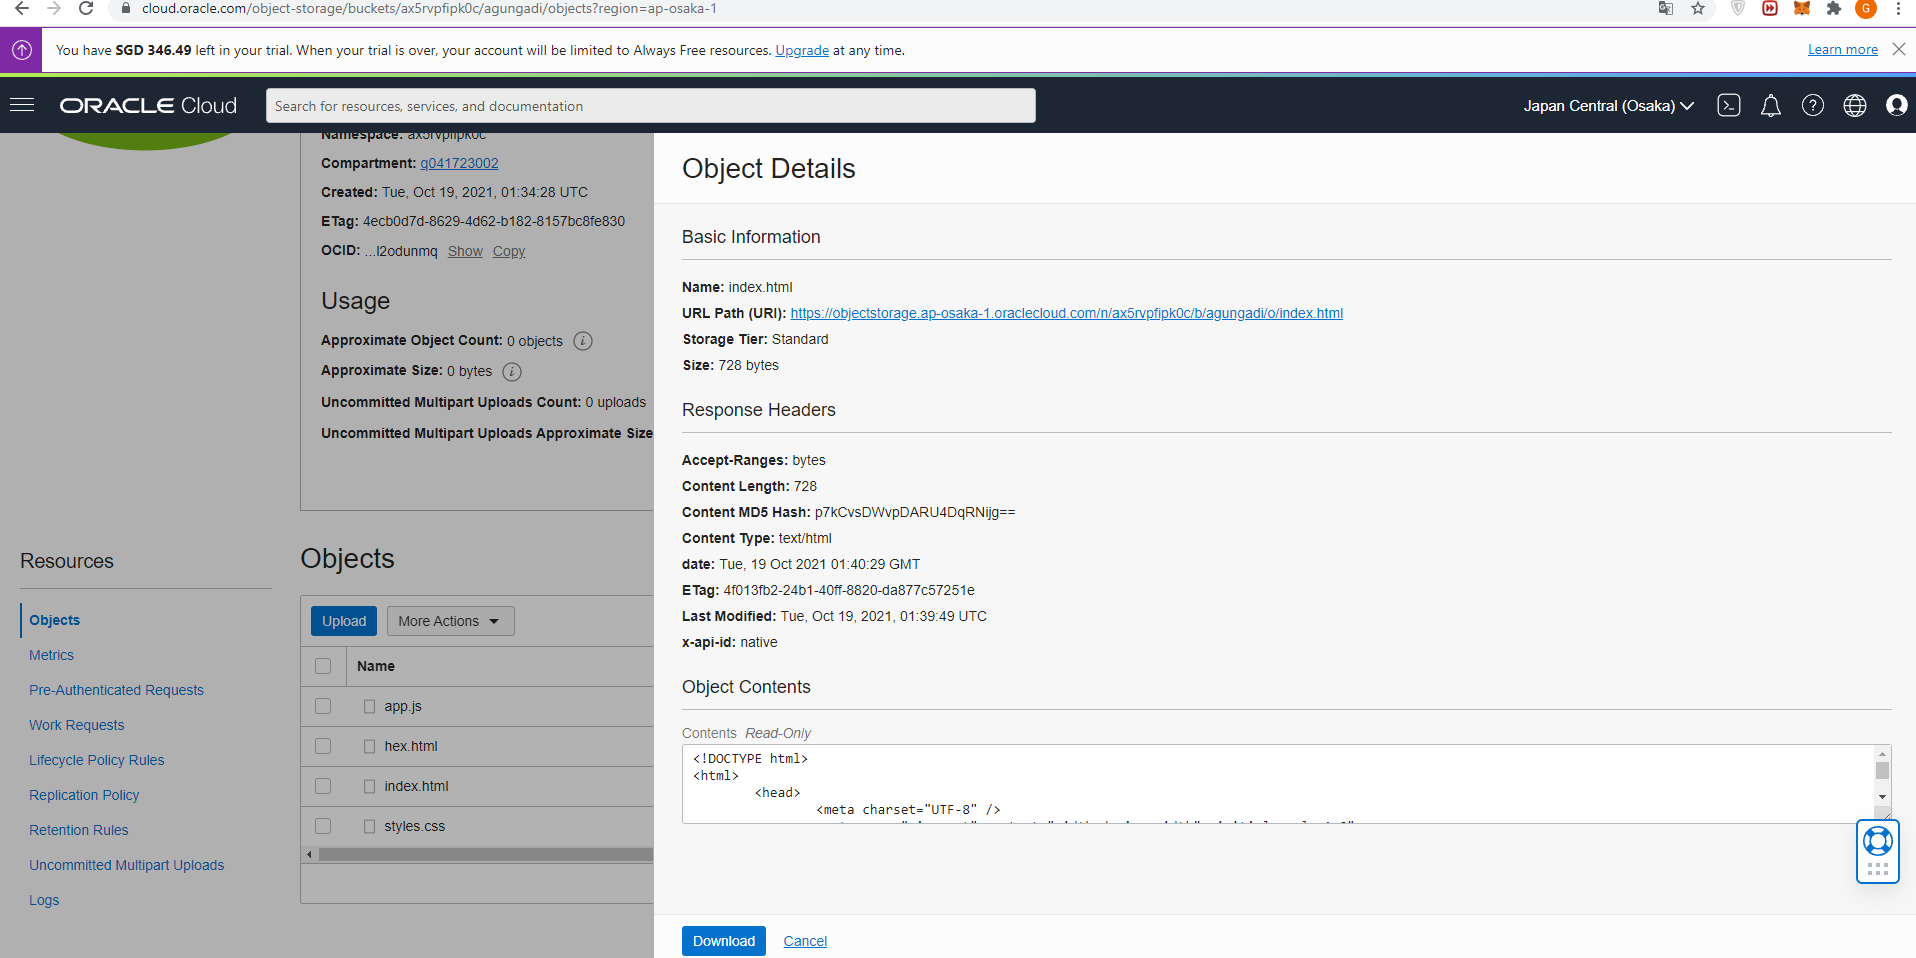 cloud.oracle.com/object-storage/buckets/ax5rvpfipk0c/agungadi/objects?region=ap-osaka-1
G
You have SGD 346.49 left in your trial. When your trial is over, your account will be limited to Always Free resources. Upgrade at any time.
Learn more
ORACLE Cloud
Search for resources, services, and documentation
Japan Central (Osaka)
Namespace: ax5rvpfipk0c
Compartment: q041723002
Created: Tue, Oct 19, 2021, 01:34:28 UTC
ETag: 4ecb0d7d-8629-4d62-b182-8157bc8fe830
OCID: ...l2odunmq Show Copy
Usage
Approximate Object Count: 0 objects
Approximate Size: 0 bytes
Uncommitted Multipart Uploads Count: 0 uploads
Uncommitted Multipart Uploads Approximate Size
Resources
Objects
Metrics
Pre-Authenticated Requests
Work Requests
Lifecycle Policy Rules
Replication Policy
Retention Rules
Uncommitted Multipart Uploads
Logs
Objects
Upload
More Actions
Name
app.js
hex.html
index.html
styles.css
Object Details
Basic Information
Name: index.html
URL Path (URI): https://objectstorage.ap-osaka-1.oraclecloud.com/n/ax5rvpfipk0c/b/agungadi/o/index.html
Storage Tier: Standard
Size: 728 bytes
Response Headers
Accept-Ranges: bytes
Content Length: 728
Content MD5 Hash: p7kCvsDWvpDARU4DqRNijg==
Content Type: text/html
date: Tue, 19 Oct 2021 01:40:29 GMT
ETag: 4f013fb2-24b1-40ff-8820-da877c57251e
Last Modified: Tue, Oct 19, 2021, 01:39:49 UTC
x-api-id: native
Object Contents
Contents Read-Only
<!DOCTYPE html>
<html>
<head>
<meta charset="UTF-8" />
Download
Cancel